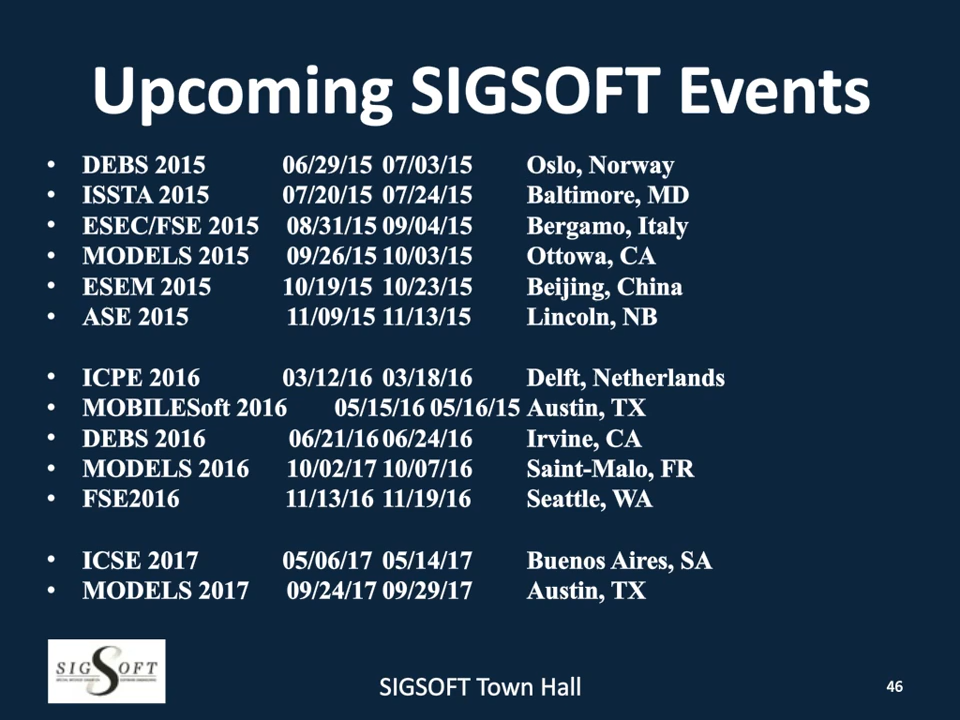 Upcoming SIGSOFT Events
• DEBS 2015 06/29/15 07/03/15 Oslo, Norway
• ISSTA 2015 07/20/15 07/24/15 Baltimore, MD
• ESEC/FSE 2015 08/31/15 09/04/15 Bergamo, Italy
• MODELS 2015 09/26/15 10/03/15 Ottowa, CA
• ESEM 2015 10/19/15 10/23/15 Beijing, China
• ASE 2015 11/09/15 11/13/15 Lincoln, NB
• ICPE 2016 03/12/16 03/18/16 Delft, Netherlands
• MOBILESoft 2016 05/15/16 05/16/15 Austin, TX
• DEBS 2016 06/21/16 06/24/16 Irvine, CA
• MODELS 2016 10/02/17 10/07/16 Saint-Malo, FR
• FSE2016 11/13/16 11/19/16 Seattle, WA
• ICSE 2017 05/06/17 05/14/17 Buenos Aires, SA
• MODELS 2017 09/24/17 09/29/17 Austin, TX
SIGSOFT
SIGSOFT Town Hall
46